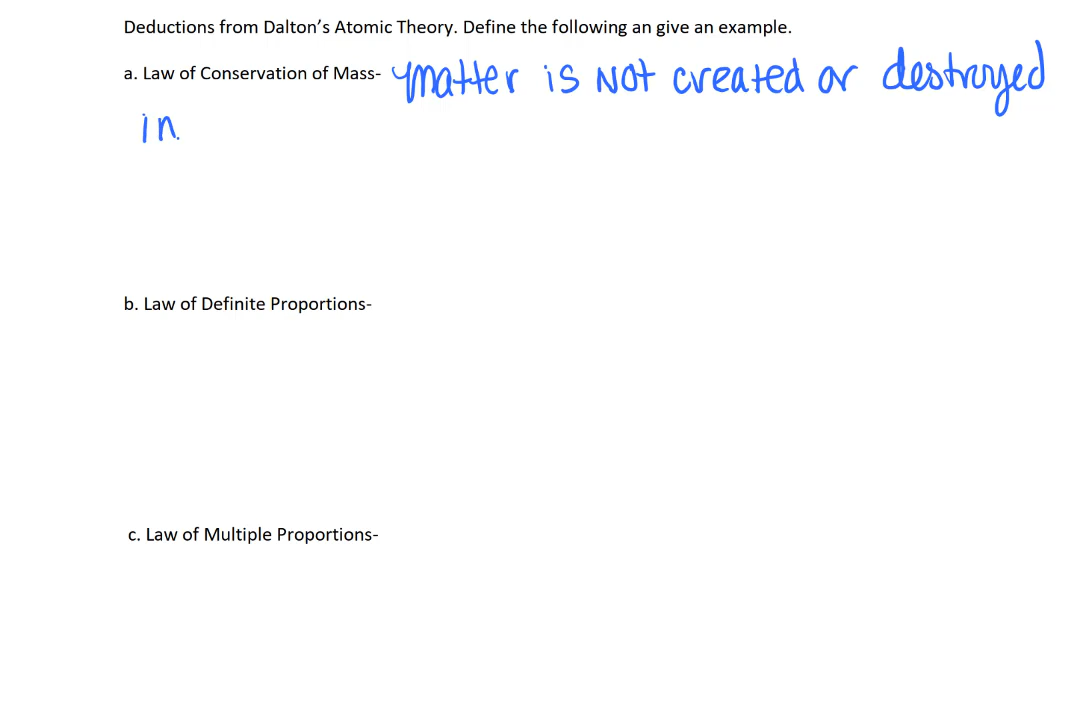 Deductions from Dalton’s Atomic Theory. Define the following an give an example.
a. Law of Conservation of Mass- matter is not created or destroyed
in.
b. Law of Definite Proportions-
c. Law of Multiple Proportions-